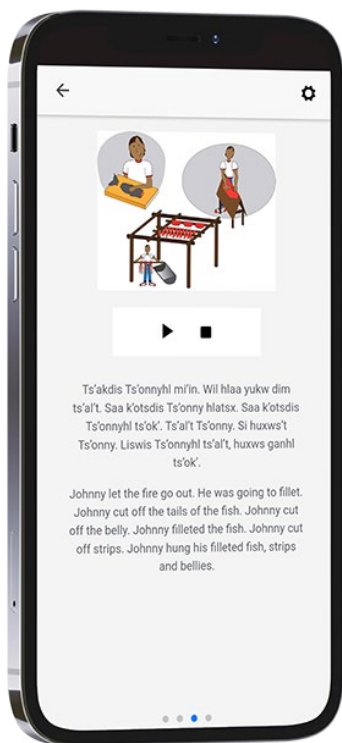 Ts'akdis Ts'onnyhl mi'in. Wil hlaa yukw dim
ts'al't. Saa k'otsdis Ts'onny hlatsx. Saa k'otsdis
Ts'onnyhl ts'ok'. Ts'al't Ts'onny. Si huxws't
Ts'onny. Liswis Ts'onnyhl ts'al't, huxws ganhl
ts'ok'.
Johnny let the fire go out. He was going to fillet.
Johnny cut off the tails of the fish. Johnny cut
off the belly. Johnny filleted the fish. Johnny cut
off strips. Johnny hung his filleted fish, strips
and bellies.